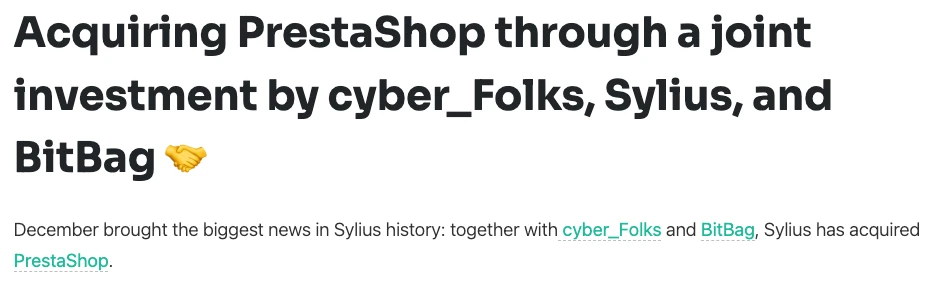 Acquiring PrestaShop through a joint
investment by cyber_Folks, Sylius, and
BitBag 🤝
December brought the biggest news in Sylius history: together with cyber_Folks and BitBag, Sylius has acquired
PrestaShop.